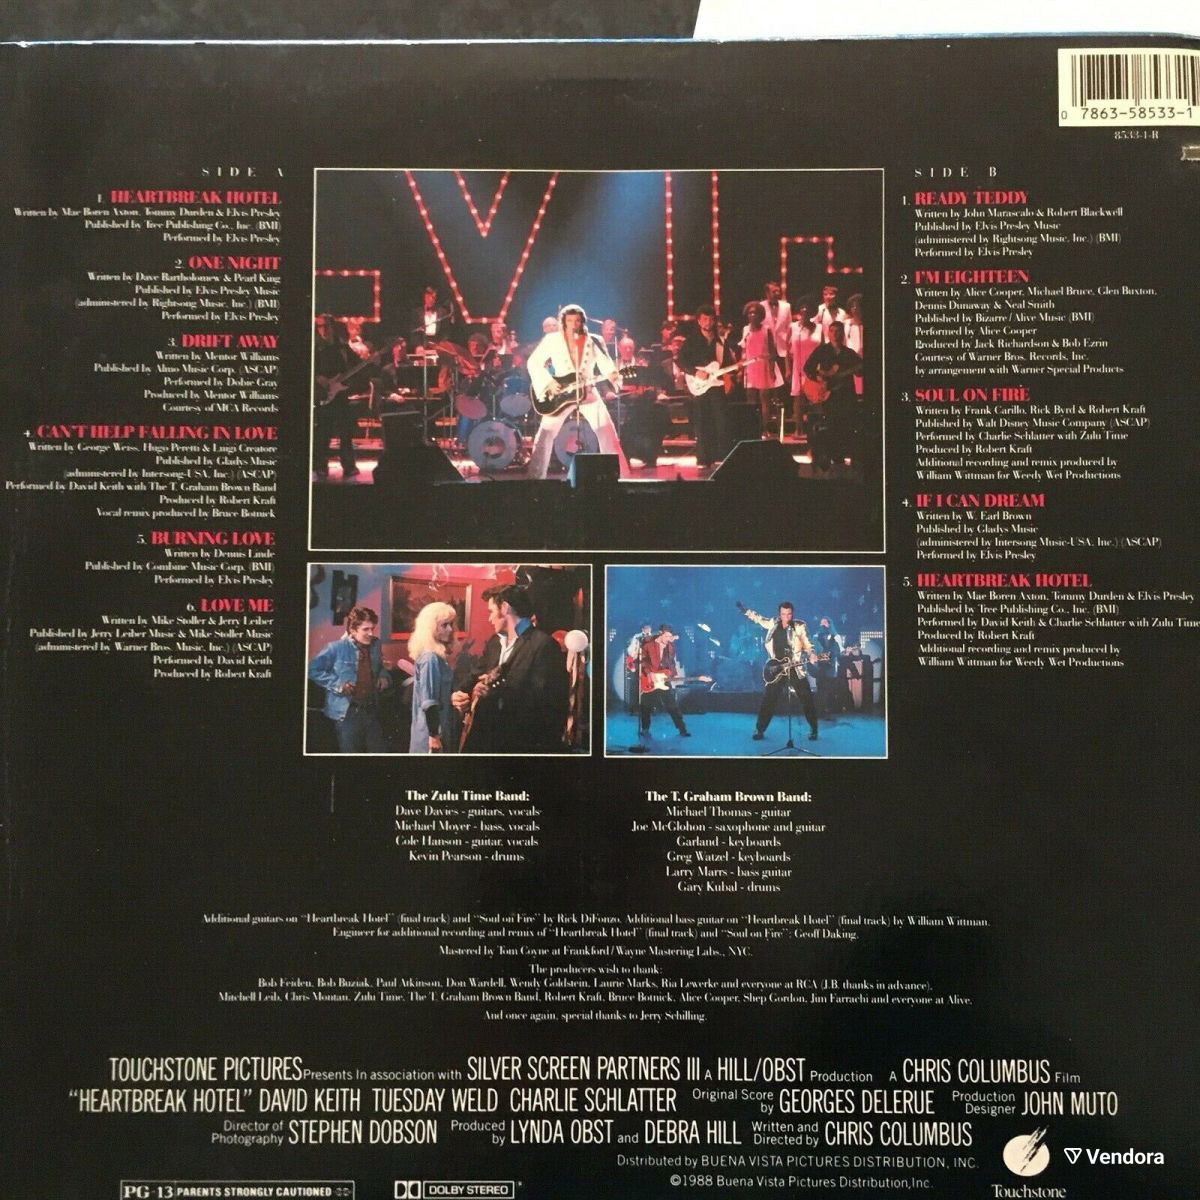 0 7863-58533-1
8533-1-R
SIDE A
1. HEARTBREAK HOTEL
Written by Mae Boren Axton, Tommy Durden & Elvis Presley
Published by Tree Publishing Co., Inc. (BMI)
Performed by Elvis Presley
2. ONE NIGHT
Written by Dave Bartholomew & Pearl King
Published by Elvis Presley Music
(administered by Rightsong Music, Inc.) (BMI)
Performed by Elvis Presley
3. DRIFT AWAY
Written by Mentor Williams
Published by Almo Music Corp. (ASCAP)
Performed by Dobie Gray
Produced by Mentor Williams
Courtesy of MCA Records
4. CAN'T HELP FALLING IN LOVE
Written by George Weiss, Hugo Peretti & Luigi Creatore
Published by Gladys Music
(administered by Intersong-USA, Inc.) (ASCAP)
Performed by David Keith with The T. Graham Brown Band
Produced by Robert Kraft
Vocal remix produced by Bruce Botnick
5. BURNING LOVE
Written by Dennis Linde
Published by Combine Music Corp. (BMI)
Performed by Elvis Presley
6. LOVE ME
Written by Mike Stoller & Jerry Leiber
Published by Jerry Leiber Music & Mike Stoller Music
(administered by Warner Bros. Music, Inc.) (ASCAP)
Performed by David Keith
Produced by Robert Kraft
SIDE B
1. READY TEDDY
Written by John Marascalo & Robert Blackwell
Published by Elvis Presley Music
(administered by Rightsong Music, Inc.) (BMI)
Performed by Elvis Presley
2. I'M EIGHTEEN
Written by Alice Cooper, Michael Bruce, Glen Buxton,
Dennis Dunaway & Neal Smith
Published by Bizarre/Alive Music (BMI)
Performed by Alice Cooper
Produced by Jack Richardson & Bob Ezrin
Courtesy of Warner Bros. Records, Inc.
by arrangement with Warner Special Products
3. SOUL ON FIRE
Written by Frank Carillo, Rick Byrd & Robert Kraft
Published by Walt Disney Music Company (ASCAP)
Performed by Charlie Schlatter with Zulu Time
Produced by Robert Kraft
Additional recording and remix produced by
William Wittman for Weedy Wet Productions
4. IF I CAN DREAM
Written by W. Earl Brown
Published by Gladys Music
(administered by Intersong Music-USA, Inc.) (ASCAP)
Performed by Elvis Presley
5. HEARTBREAK HOTEL
Written by Mae Boren Axton, Tommy Durden & Elvis Presley
Published by Tree Publishing Co., Inc. (BMI)
Performed by David Keith & Charlie Schlatter with Zulu Time
Produced by Robert Kraft
Additional recording and remix produced by
William Wittman for Weedy Wet Productions
The Zulu Time Band:
Dave Davies - guitars, vocals
Michael Moyer - bass, vocals
Cole Hanson - guitar, vocals
Kevin Pearson - drums
The T. Graham Brown Band:
Michael Thomas - guitar
Joe McGlohon - saxophone and guitar
Garland - keyboards
Greg Watzel - keyboards
Larry Marrs - bass guitar
Gary Kubal - drums
Additional guitars on "Heartbreak Hotel" (final track) and "Soul on Fire" by Rick DiFonzo. Additional bass guitar on "Heartbreak Hotel" (final track) by William Wittman.
Engineer for additional recording and remix of "Heartbreak Hotel" (final track) and "Soul on Fire": Geoff Daking.
Mastered by Tom Coyne at Frankford/Wayne Mastering Labs., NYC.
The producers wish to thank:
Bob Feiden, Bob Buziak, Paul Atkinson, Don Wardell, Wendy Goldstein, Laurie Marks, Ria Lewerke and everyone at RCA (J.B. thanks in advance),
Mitchell Leib, Chris Montan, Zulu Time, The T. Graham Brown Band, Robert Kraft, Bruce Botnick, Alice Cooper, Shep Gordon, Jim Farrachi and everyone at Alive.
And once again, special thanks to Jerry Schilling.
TOUCHSTONE PICTURES Presents In association with SILVER SCREEN PARTNERS III A HILL/OBST Production A CHRIS COLUMBUS Film
"HEARTBREAK HOTEL" DAVID KEITH TUESDAY WELD CHARLIE SCHLATTER Original Score by GEORGES DELERUE Production Designer JOHN MUTO
Director of Photography STEPHEN DOBSON Produced by LYNDA OBST and DEBRA HILL Written and Directed by CHRIS COLUMBUS
Distributed by BUENA VISTA PICTURES DISTRIBUTION, INC.
©1988 Buena Vista Pictures Distribution, Inc.
PG-13 PARENTS STRONGLY CAUTIONED
DOLBY STEREO
Touchstone
Vendora